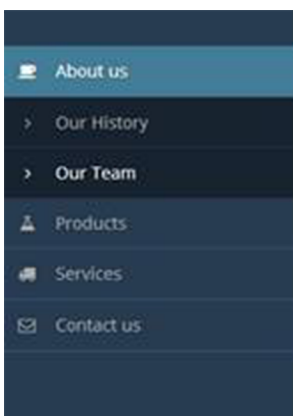 About us
Our History
Our Team
Products
Services
Contact us